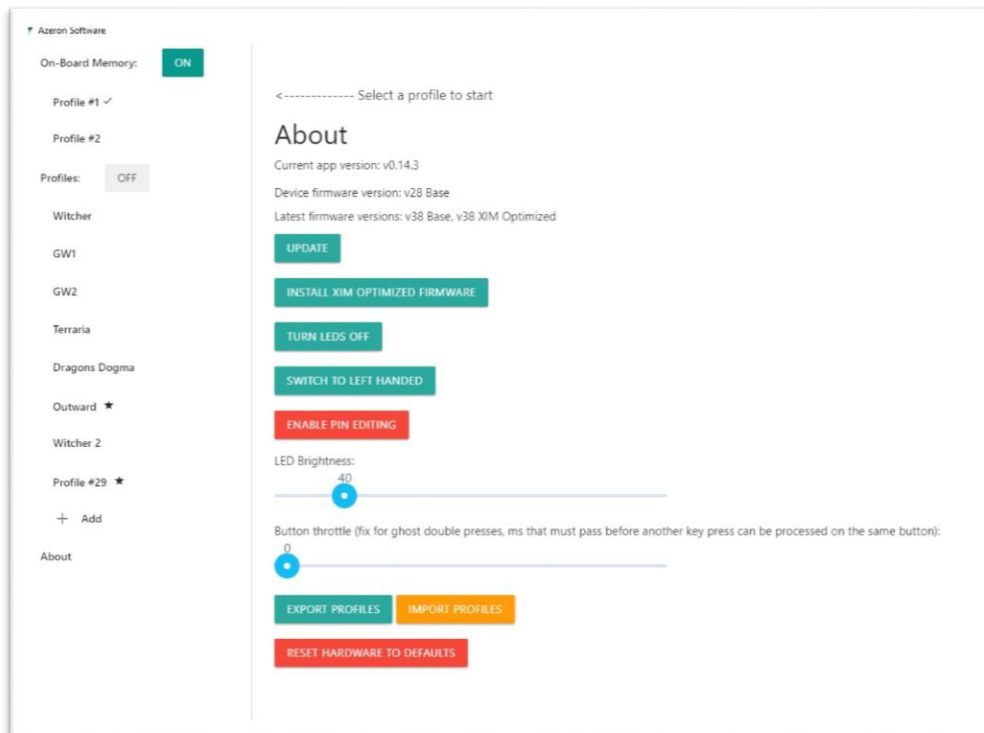 Azeron Software
On-Board Memory: ON
Profile #1
Profile #2
Profiles: OFF
Witcher
GW1
GW2
Terraria
Dragons Dogma
Outward
Witcher 2
Profile #29
Add
About
<------------- Select a profile to start
About
Current app version: v0.14.3
Device firmware version: v28 Base
Latest firmware versions: v38 Base, v38 XIM Optimized
UPDATE
INSTALL XIM OPTIMIZED FIRMWARE
TURN LEDS OFF
SWITCH TO LEFT HANDED
ENABLE PIN EDITING
LED Brightness:
40
Button throttle (fix for ghost double presses, ms that must pass before another key press can be processed on the same button):
0
EXPORT PROFILES IMPORT PROFILES
RESET HARDWARE TO DEFAULTS